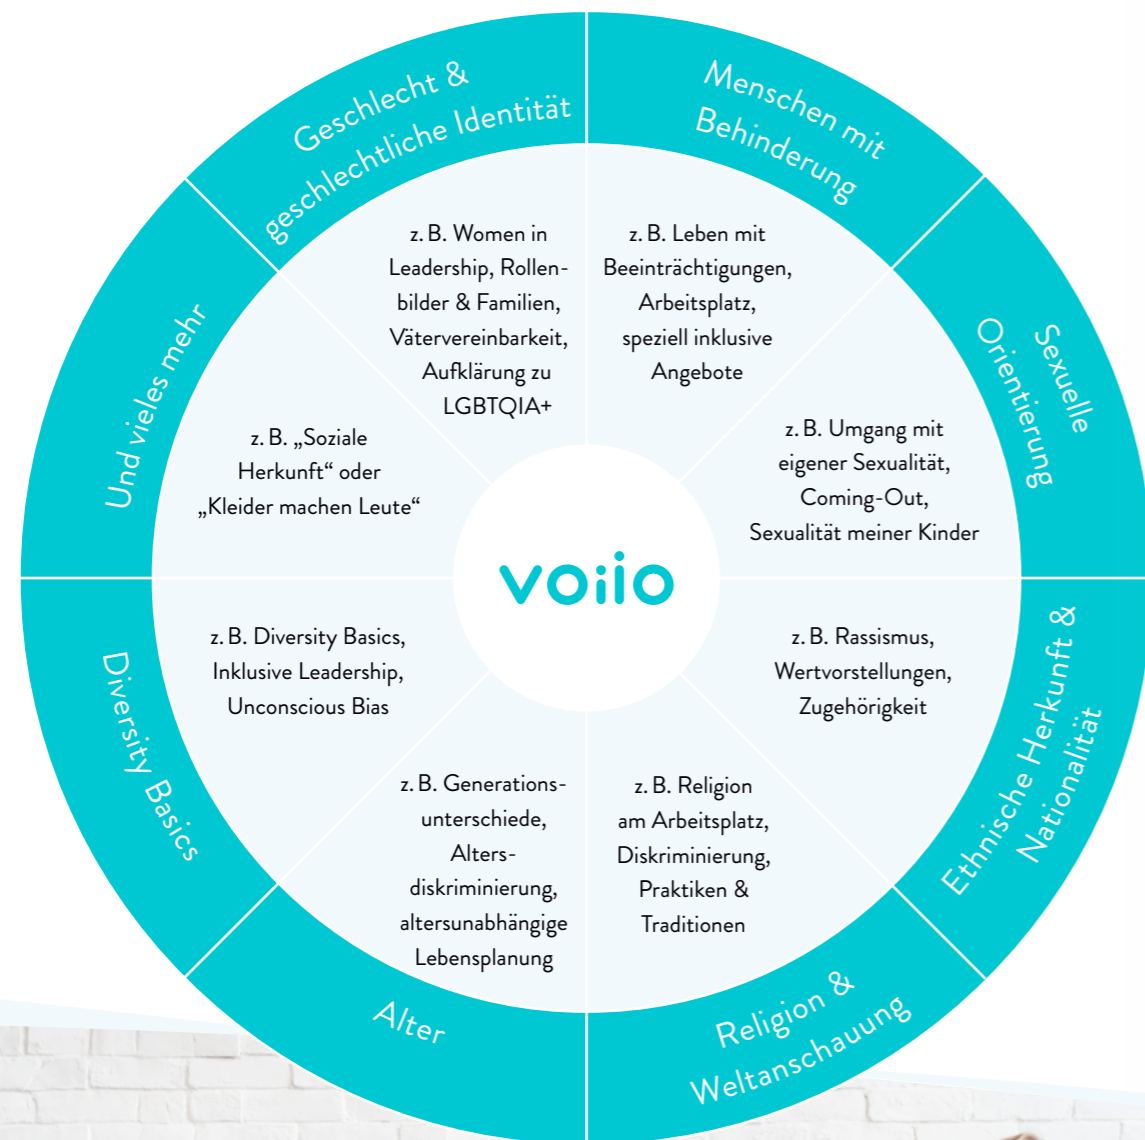 Geschlecht &
geschlechtliche Identität
z. B. Women in
Leadership, Rollen-
bilder & Familien,
Vätervereinbarkeit,
Aufklärung zu
LGBTQIA+
Menschen mit
Behinderung
z. B. Leben mit
Beeinträchtigungen,
Arbeitsplatz,
speziell inklusive
Angebote
Sexuelle
Orientierung
z. B. Umgang mit
eigener Sexualität,
Coming-Out,
Sexualität meiner Kinder
Ethnische Herkunft &
Nationalität
z. B. Rassismus,
Wertvorstellungen,
Zugehörigkeit
Religion &
Weltanschauung
z. B. Religion
am Arbeitsplatz,
Diskriminierung,
Praktiken &
Traditionen
Alter
z. B. Generations-
unterschiede,
Alters-
diskriminierung,
altersunabhängige
Lebensplanung
Diversity Basics
z. B. Diversity Basics,
Inklusive Leadership,
Unconscious Bias
Und vieles mehr
z. B. „Soziale
Herkunft“ oder
„Kleider machen Leute“
voiio